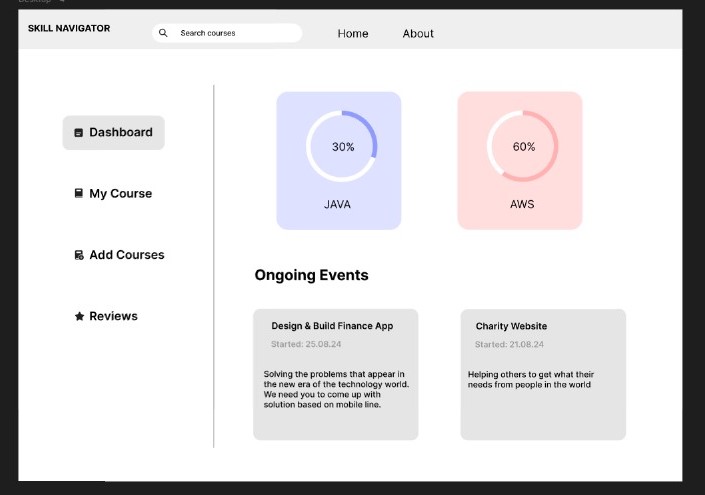 SKILL NAVIGATOR
Search courses
Home
About
Dashboard
My Course
Add Courses
Reviews
30%
JAVA
60%
AWS
Ongoing Events
Design & Build Finance App
Started: 25.08.24
Solving the problems that appear in
the new era of the technology world.
We need you to come up with
solution based on mobile line.
Charity Website
Started: 21.08.24
Helping others to get what their
needs from people in the world